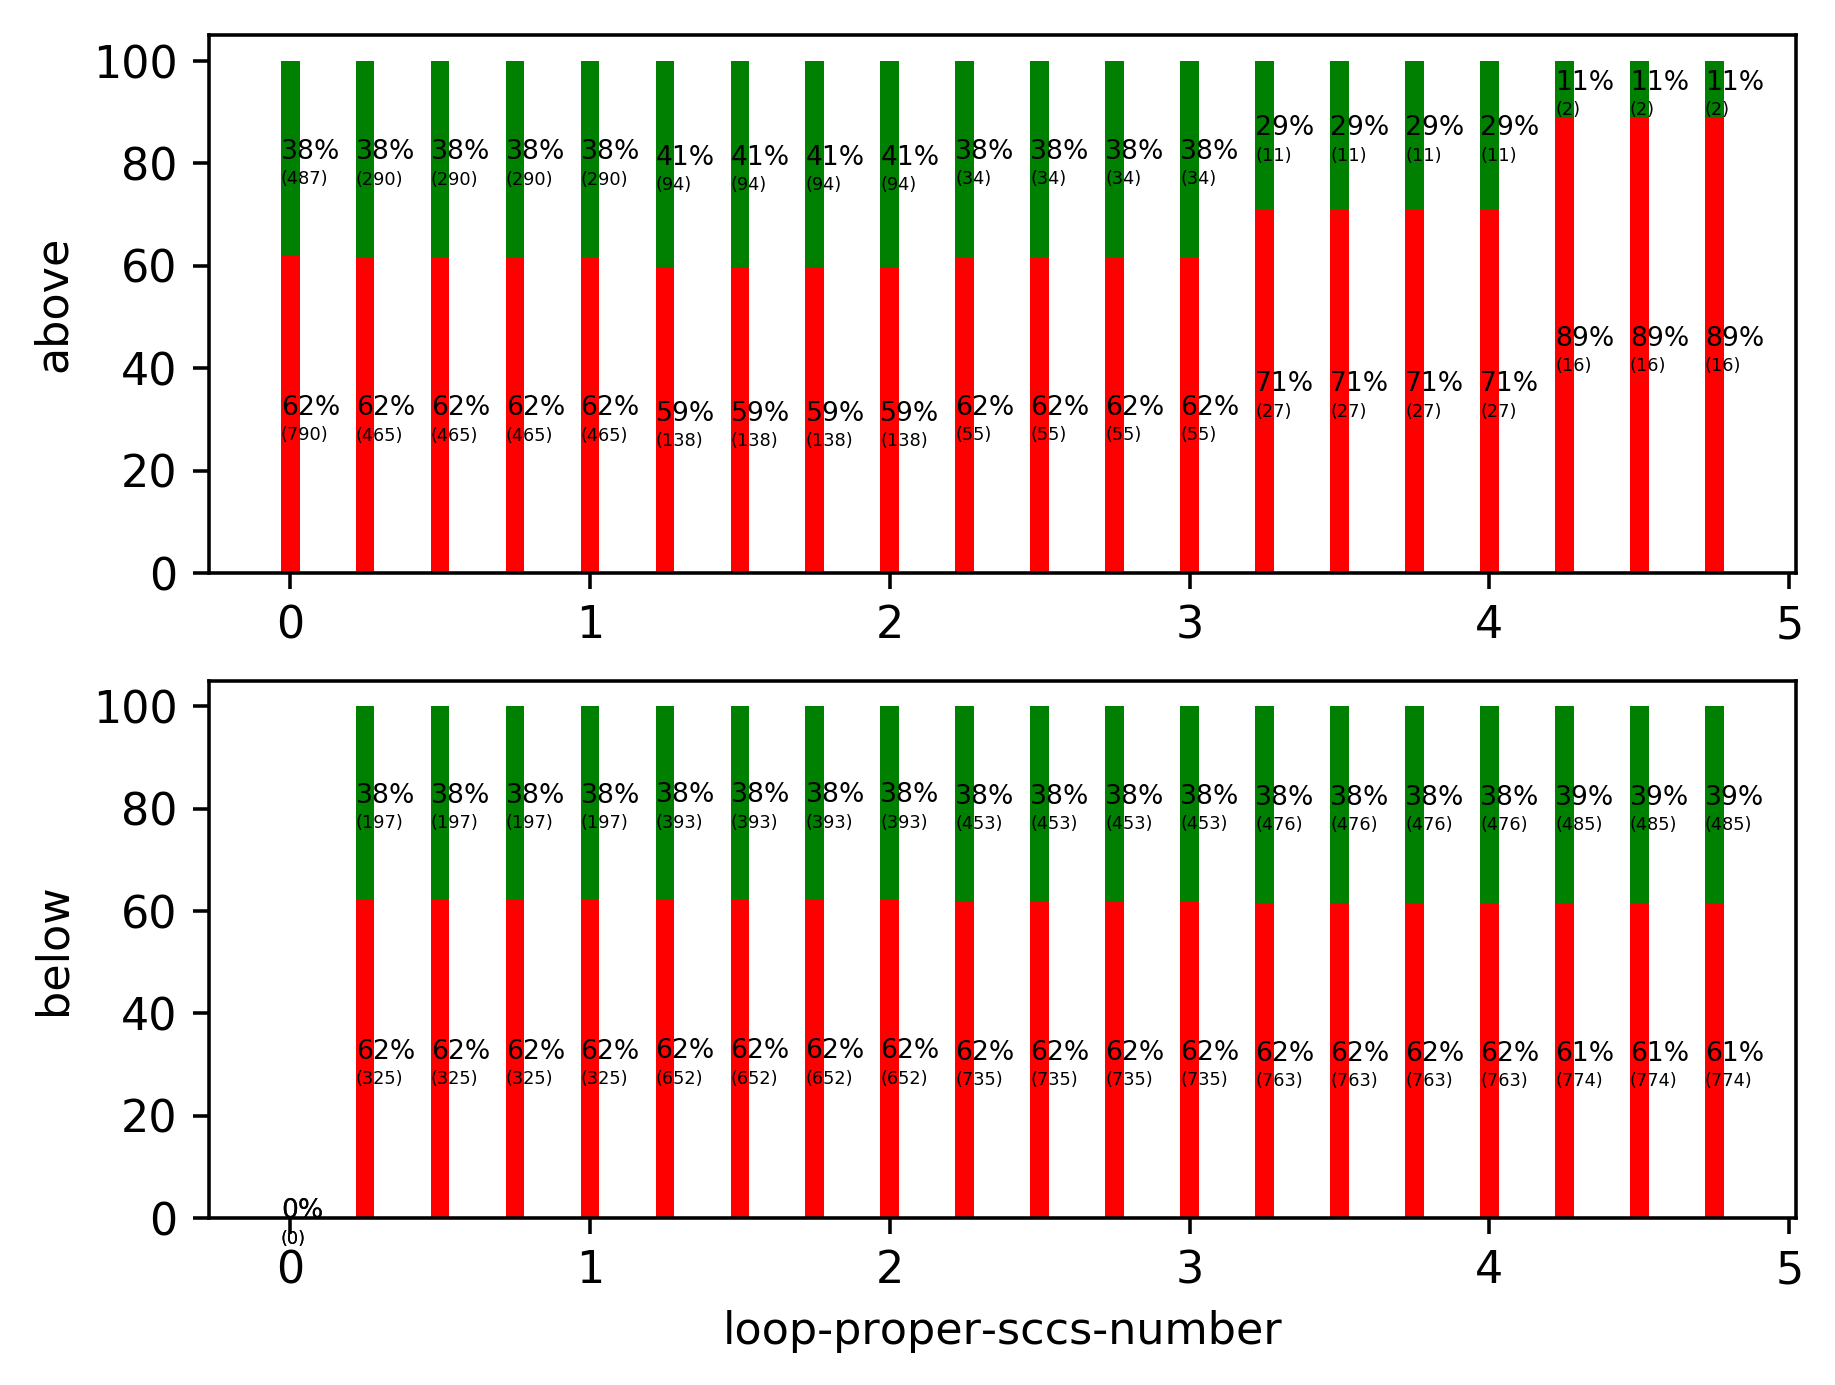 100
80
60
40
20
0
above
38% 38% 38% 38% 38% 41% 41% 41% 41% 38% 38% 38% 38% 29% 29% 29% 29% 11% 11% 11%
(487) (290) (290) (290) (290) (94) (94) (94) (94) (34) (34) (34) (34) (11) (11) (11) (11) (2) (2) (2)
62% 62% 62% 62% 62% 59% 59% 59% 59% 62% 62% 62% 62% 71% 71% 71% 71% 89% 89% 89%
(790) (465) (465) (465) (465) (138) (138) (138) (138) (55) (55) (55) (55) (27) (27) (27) (27) (16) (16) (16)
0 1 2 3 4 5
100
80
60
40
20
0
below
38% 38% 38% 38% 38% 38% 38% 38% 38% 38% 38% 38% 38% 38% 38% 38% 39% 39% 39%
(197) (197) (197) (197) (393) (393) (393) (393) (453) (453) (453) (453) (476) (476) (476) (476) (485) (485) (485)
62% 62% 62% 62% 62% 62% 62% 62% 62% 62% 62% 62% 62% 62% 62% 62% 61% 61% 61%
(325) (325) (325) (325) (652) (652) (652) (652) (735) (735) (735) (735) (763) (763) (763) (763) (774) (774) (774)
0%
(0)
0 1 2 3 4 5
loop-proper-sccs-number